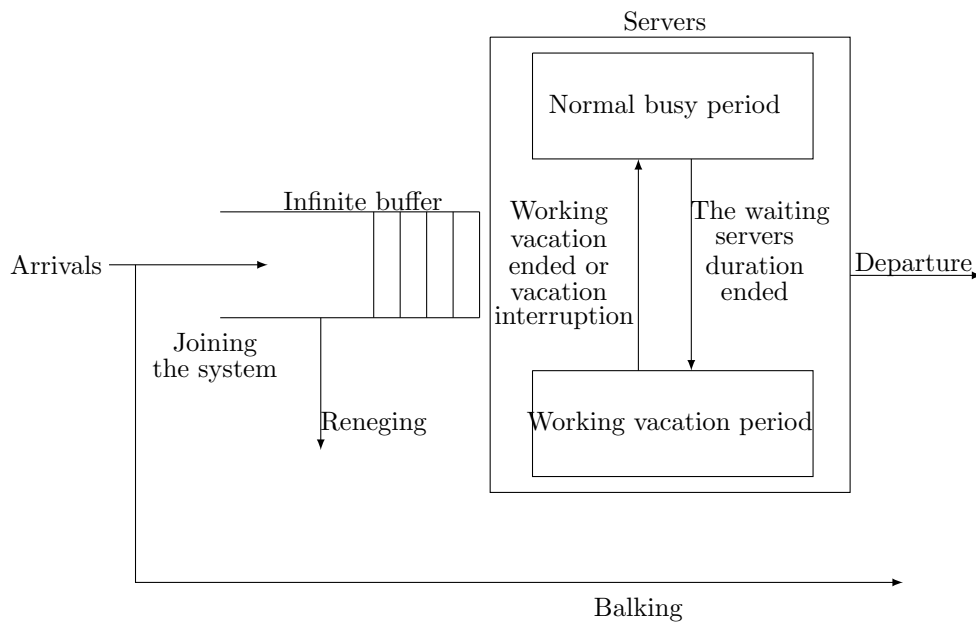 Servers
Normal busy period
Infinite buffer
Working
vacation
ended or
vacation
interruption
The waiting
servers
duration
ended
Arrivals
Departure
Joining
the system
Reneging
Working vacation period
Balking